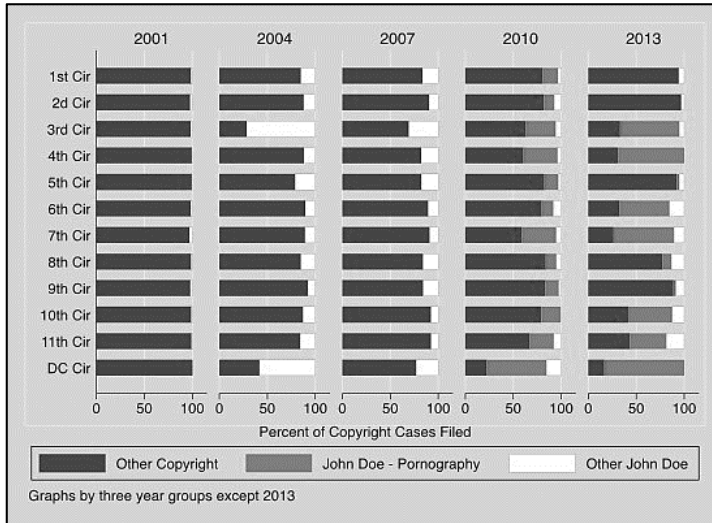 2001 2004 2007 2010 2013
1st Cir
2d Cir
3rd Cir
4th Cir
5th Cir
6th Cir
7th Cir
8th Cir
9th Cir
10th Cir
11th Cir
DC Cir
0 50 100 0 50 100 0 50 100 0 50 100 0 50 100
Percent of Copyright Cases Filed
Other Copyright John Doe - Pornography Other John Doe
Graphs by three year groups except 2013